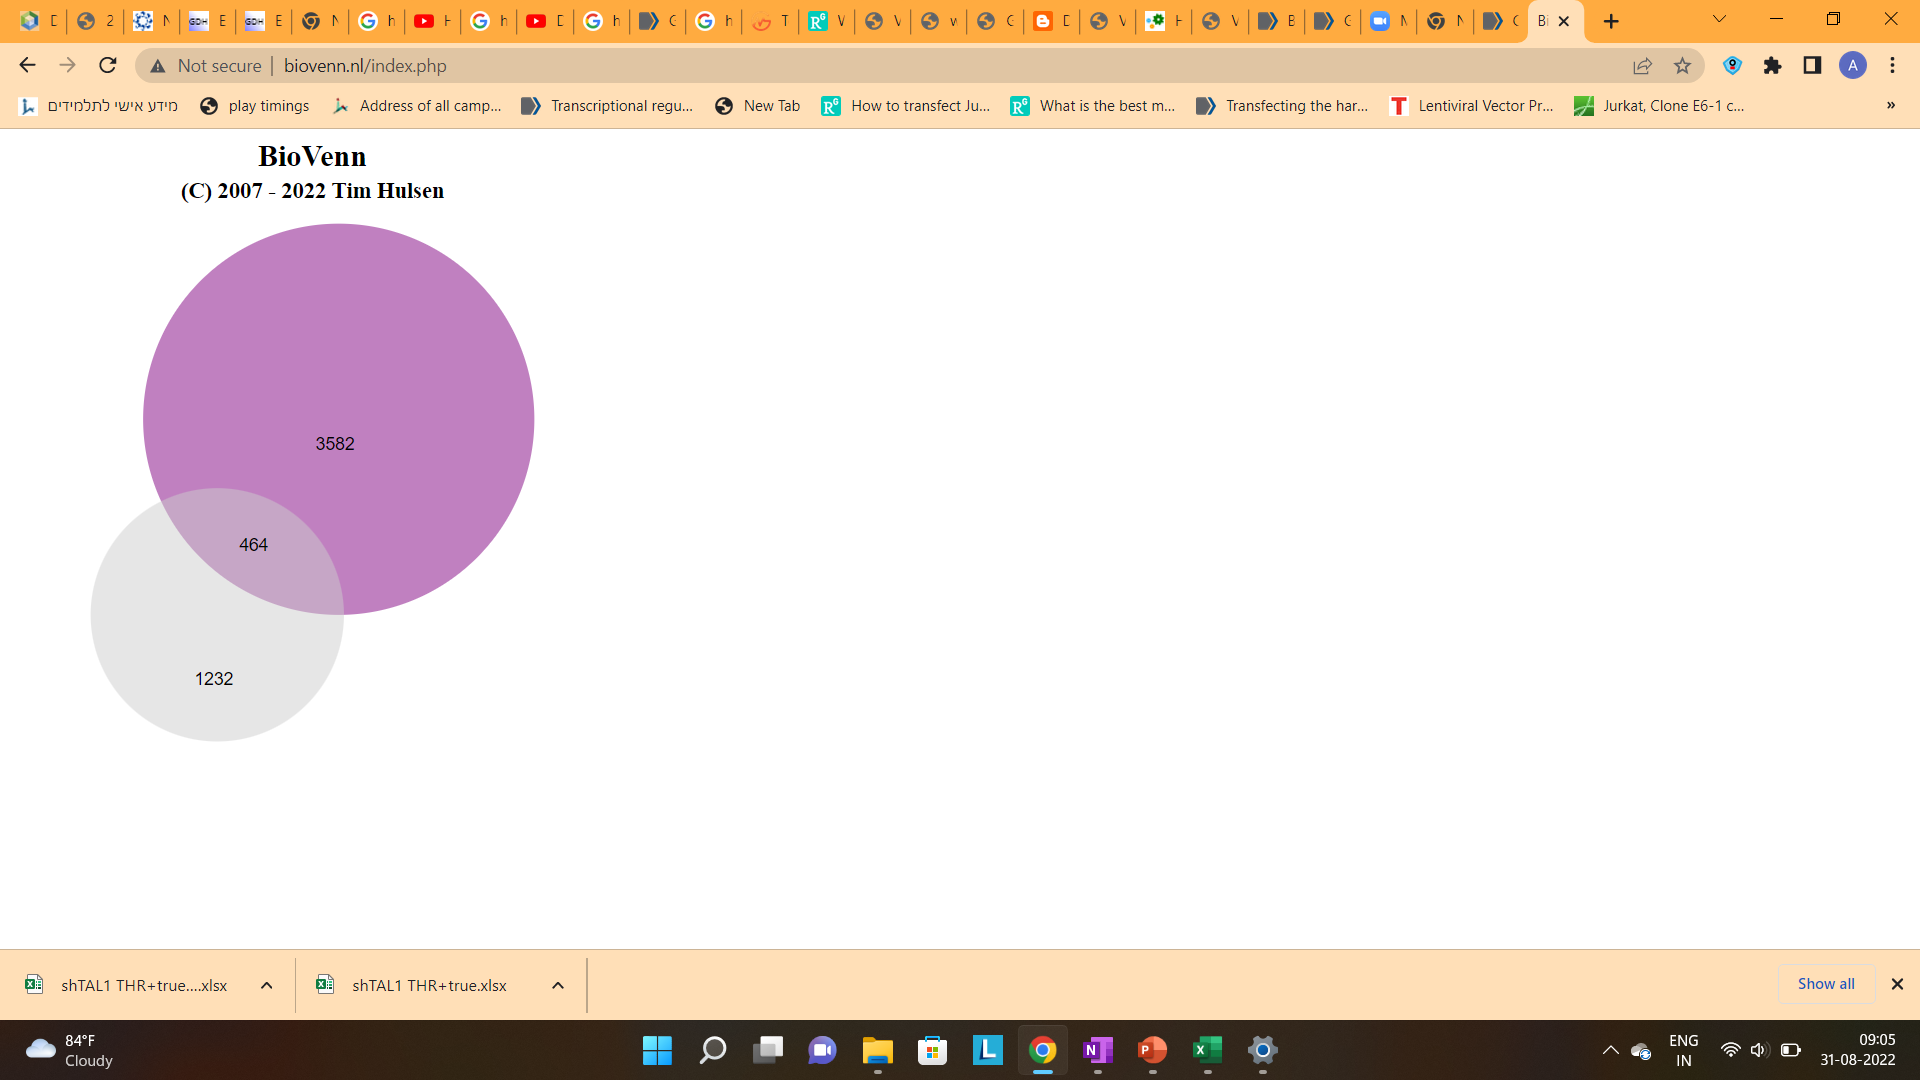 D
2
N
E
E
N
h
H
h
D
h
G
h
T
V
w
G
D
V
H
V
B
G
M
N
G
Bi
Not secure | biovenn.nl/index.php
A
מידע אישי לתלמידים
play timings
Address of all camp...
Transcriptional regu...
New Tab
How to transfect Ju...
What is the best m...
Transfecting the har...
Lentiviral Vector Pr...
Jurkat, Clone E6-1 c...
»
BioVenn
(C) 2007 - 2022 Tim Hulsen
3582
464
1232
shTAL1 THR+true....xlsx
shTAL1 THR+true.xlsx
Show all
84°F
Cloudy
ENG
IN
09:05
31-08-2022